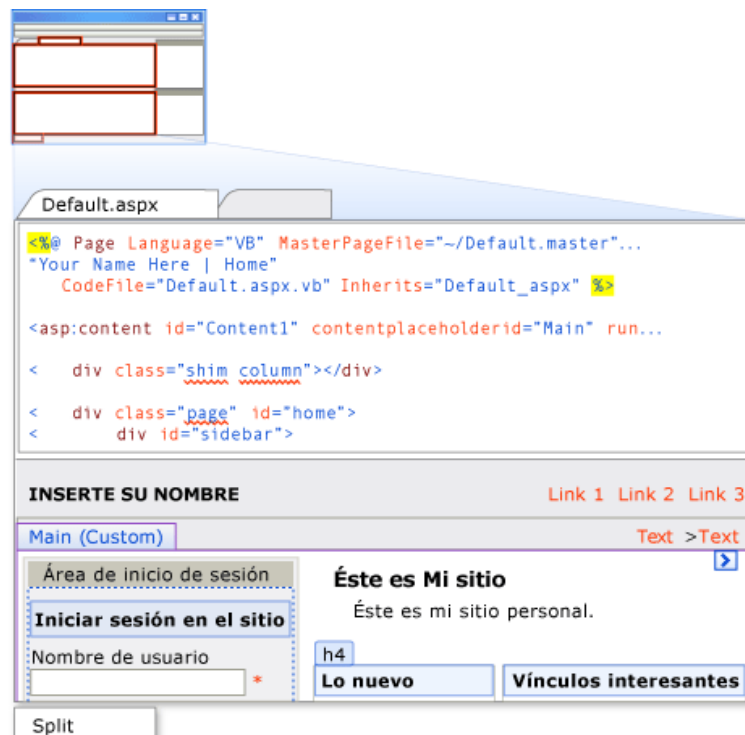 Default.aspx
<%@ Page Language="VB" MasterPageFile="~/Default.master"...
"Your Name Here | Home"
CodeFile="Default.aspx.vb" Inherits="Default_aspx" %>
<asp:content id="Content1" contentplaceholderid="Main" run...
< div class="shim column"></div>
< div class="page" id="home">
< div id="sidebar">
INSERTE SU NOMBRE Link 1 Link 2 Link 3
Main (Custom) Text >Text
Área de inicio de sesión
Éste es Mi sitio
Iniciar sesión en el sitio
Éste es mi sitio personal.
Nombre de usuario
*
h4
Lo nuevo
Vínculos interesantes
Split